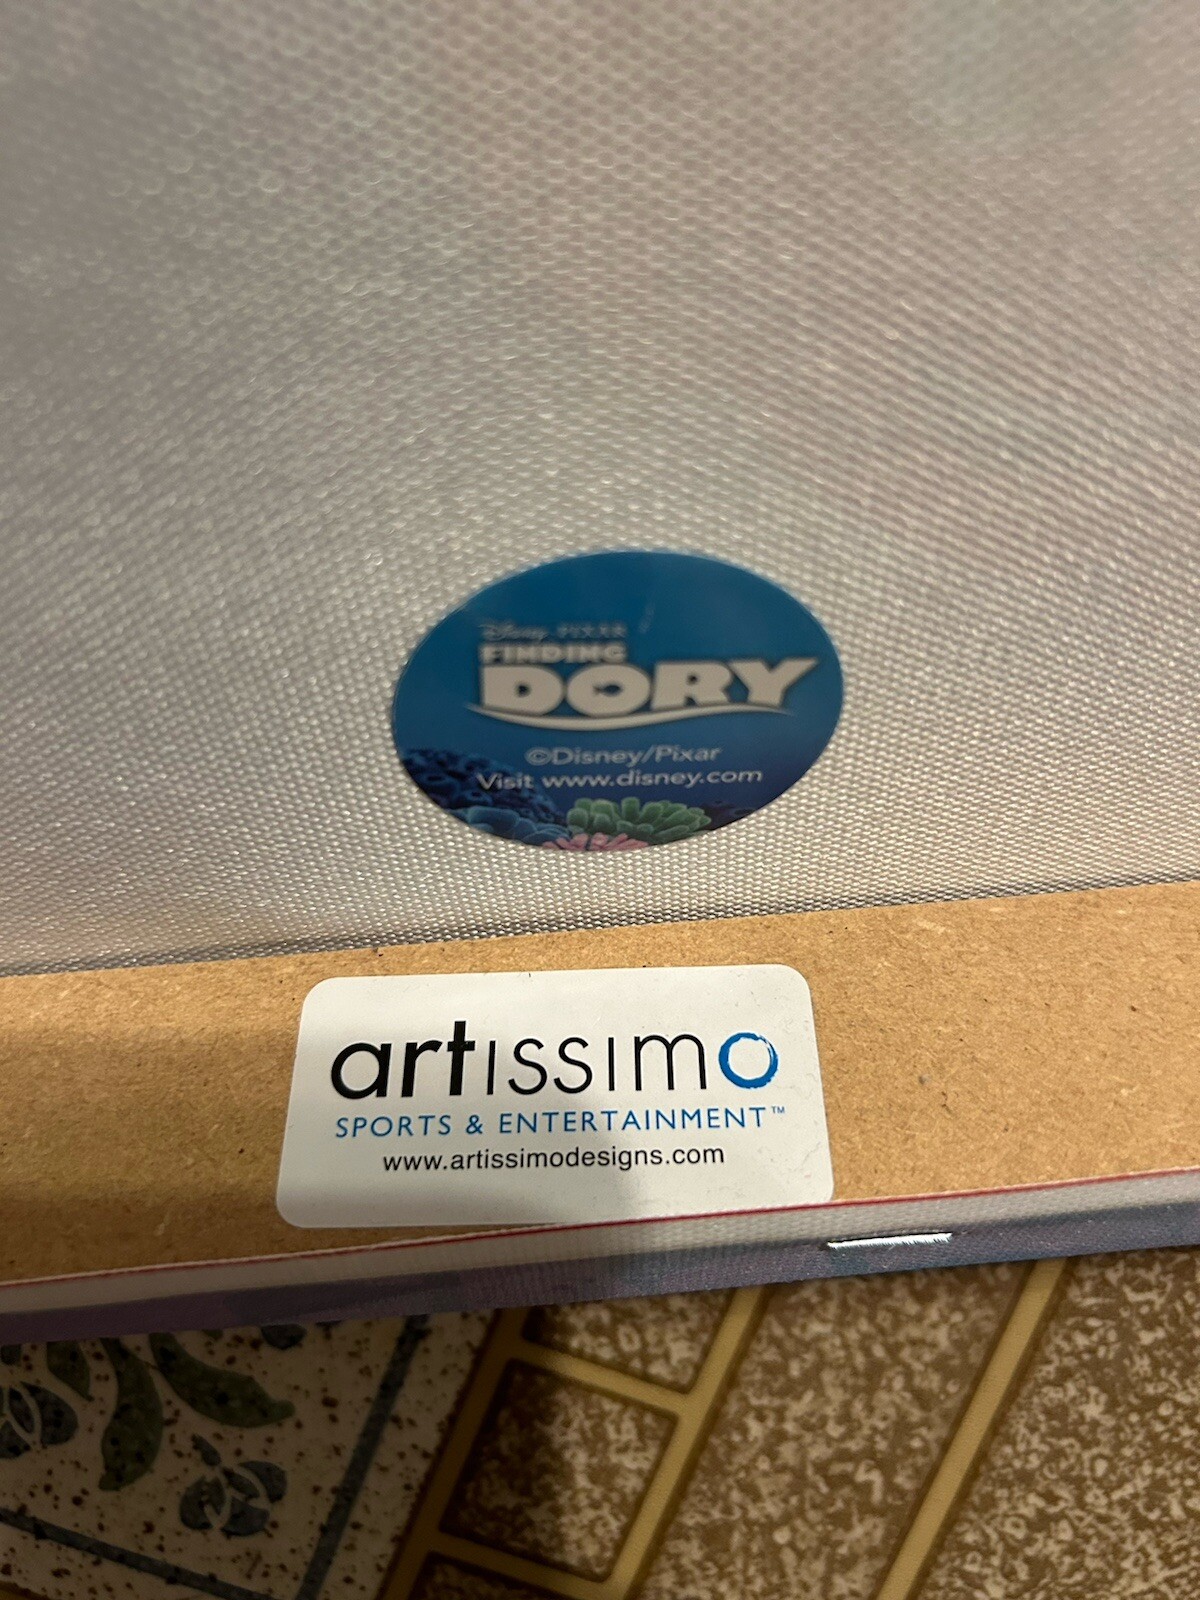 Disney·PIXAR
FINDING
DORY
©Disney/Pixar
Visit www.disney.com
artissimo
SPORTS & ENTERTAINMENT™
www.artissimodesigns.com